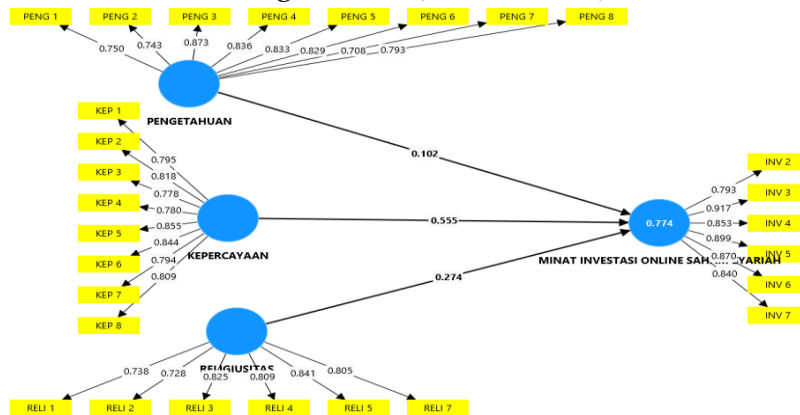 PENG 1 PENG 2 PENG 3 PENG 4 PENG 5 PENG 6 PENG 7 PENG 8
0.750 0.743 0.873 0.836 0.833 0.829 0.708 0.793
PENGETAHUAN
KEP 1
KEP 2
KEP 3
KEP 4
KEP 5
KEP 6
KEP 7
KEP 8
0.795
0.818
0.778
0.780
0.855
0.844
0.794
0.809
KEPERCAYAAN
0.102
0.555
0.274
0.774
MINAT INVESTASI ONLINE SYARIAH
0.793
0.917
0.853
0.899
0.870
0.840
INV 2
INV 3
INV 4
INV 5
INV 6
INV 7
RELIGIUSITAS
0.738 0.728 0.825 0.809 0.841 0.805
RELI 1 RELI 2 RELI 3 RELI 4 RELI 5 RELI 7